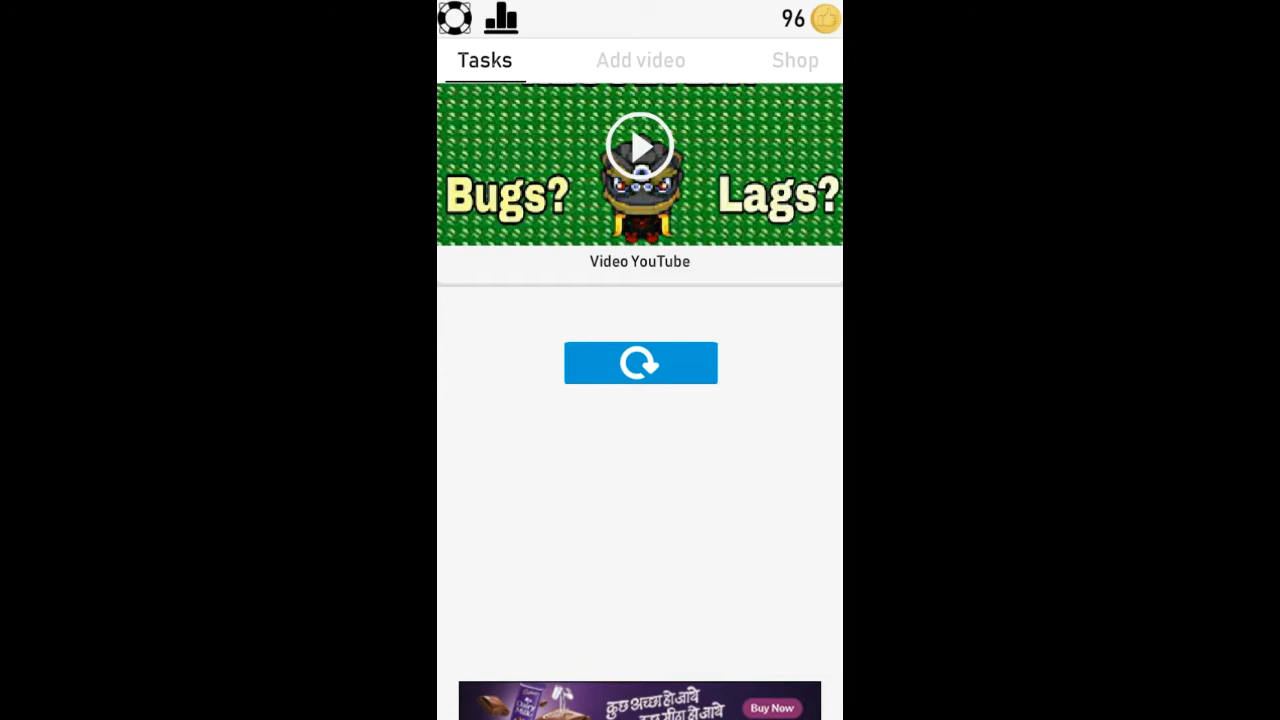 96
Tasks Add video Shop
Bugs? Lags?
Video YouTube
कुछ अच्छा हो जाये
कुछ मीठा हो जाये
Buy Now